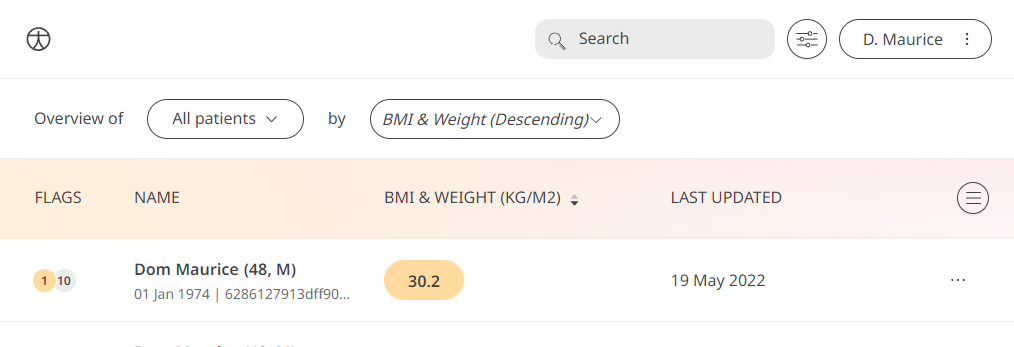 Search
D. Maurice
Overview of All patients by BMI & Weight (Descending)
FLAGS NAME BMI & WEIGHT (KG/M2) LAST UPDATED
1 10 Dom Maurice (48, M) 30.2 19 May 2022
01 Jan 1974 | 6286127913dff90...